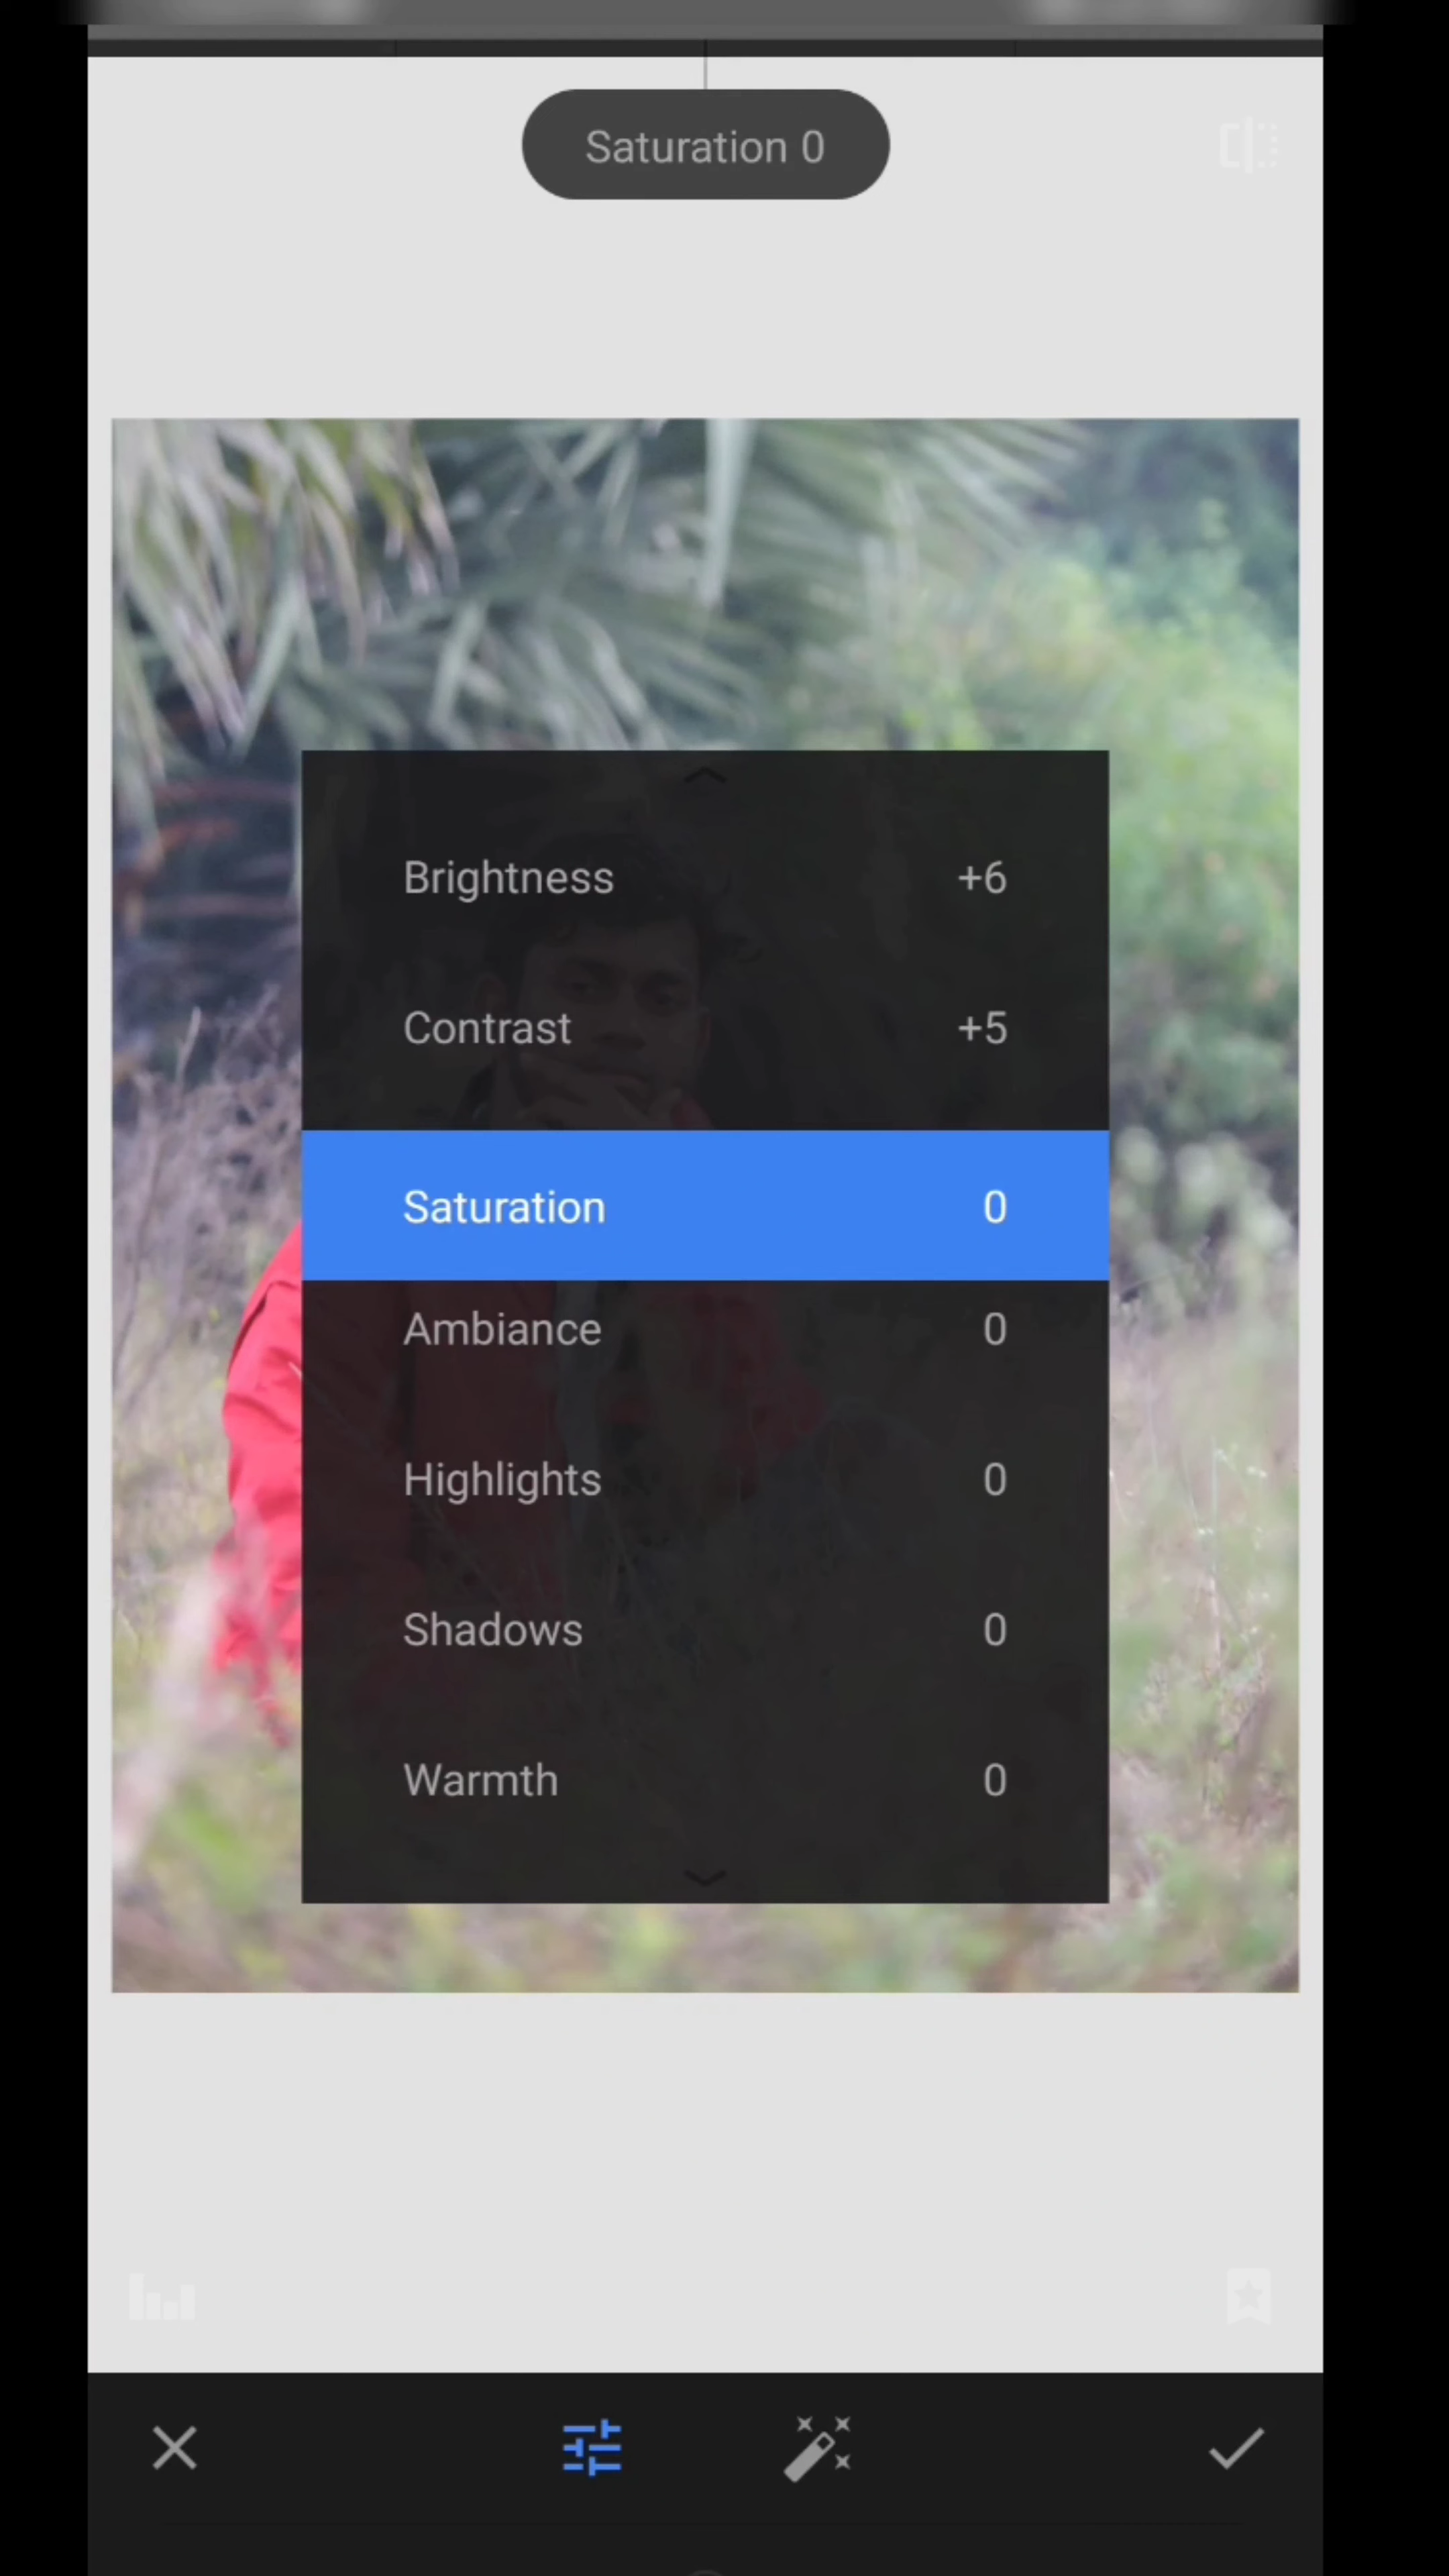 Saturation 0
Brightness +6
Contrast +5
Saturation 0
Ambiance 0
Highlights 0
Shadows 0
Warmth 0